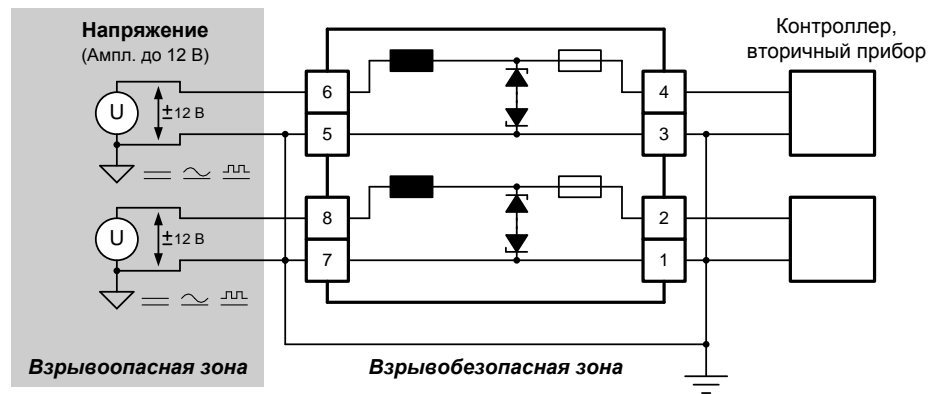 Напряжение
(Ампл. до 12 В)
Контроллер,
вторичный прибор
U
±12 В
6
5
4
3
U
±12 В
8
7
2
1
Взрывоопасная зона
Взрывобезопасная зона